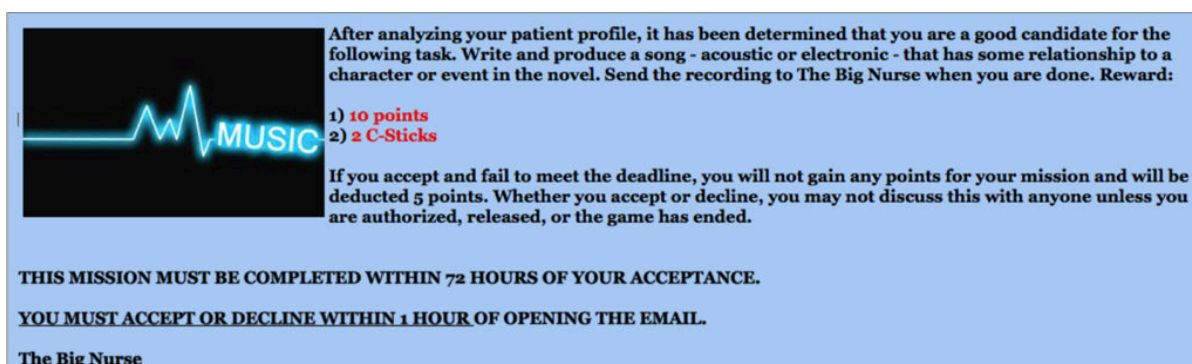 After analyzing your patient profile, it has been determined that you are a good candidate for the
following task. Write and produce a song - acoustic or electronic - that has some relationship to a
character or event in the novel. Send the recording to The Big Nurse when you are done. Reward:
1) 10 points
MUSIC
2) 2 C-Sticks
If you accept and fail to meet the deadline, you will not gain any points for your mission and will be
deducted 5 points. Whether you accept or decline, you may not discuss this with anyone unless you
are authorized, released, or the game has ended.
THIS MISSION MUST BE COMPLETED WITHIN 72 HOURS OF YOUR ACCEPTANCE.
YOU MUST ACCEPT OR DECLINE WITHIN 1 HOUR OF OPENING THE EMAIL.
The Big Nurse